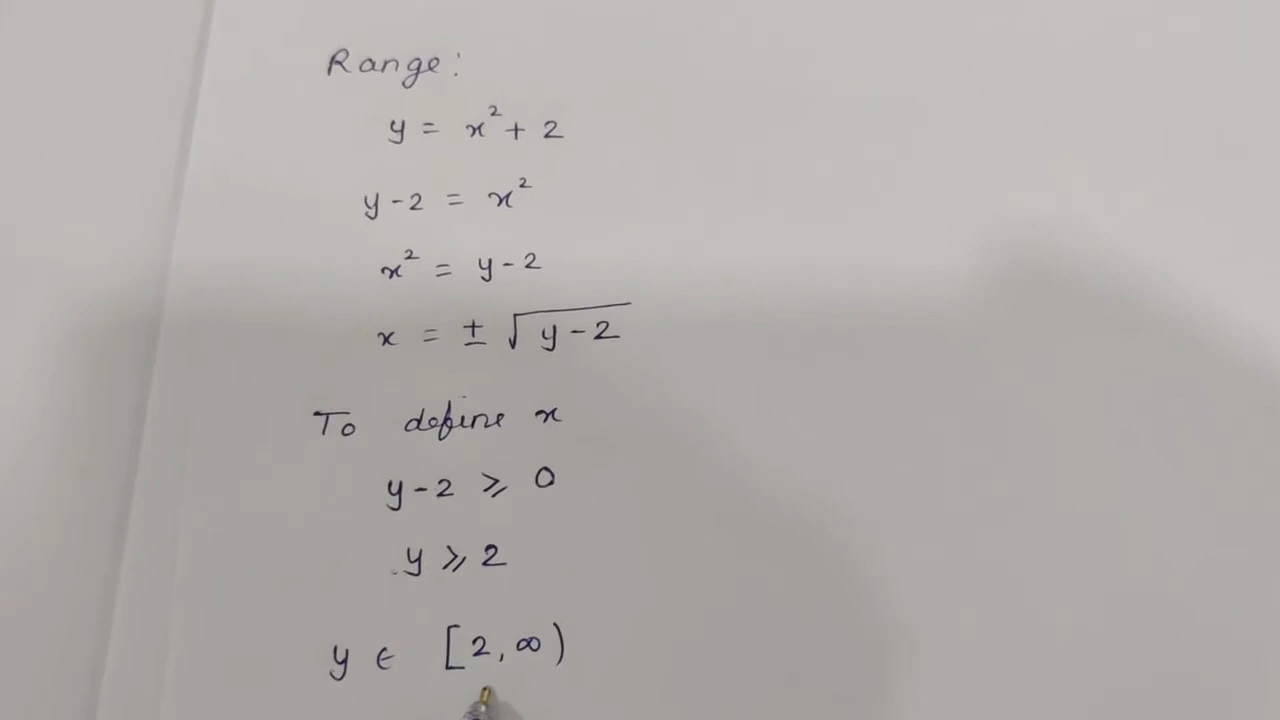 Range:
y = x² + 2
y - 2 = x²
x² = y - 2
x = ± √(y - 2)
To define x
y - 2 ⩾ 0
y ⩾ 2
y ∈ [2, ∞)